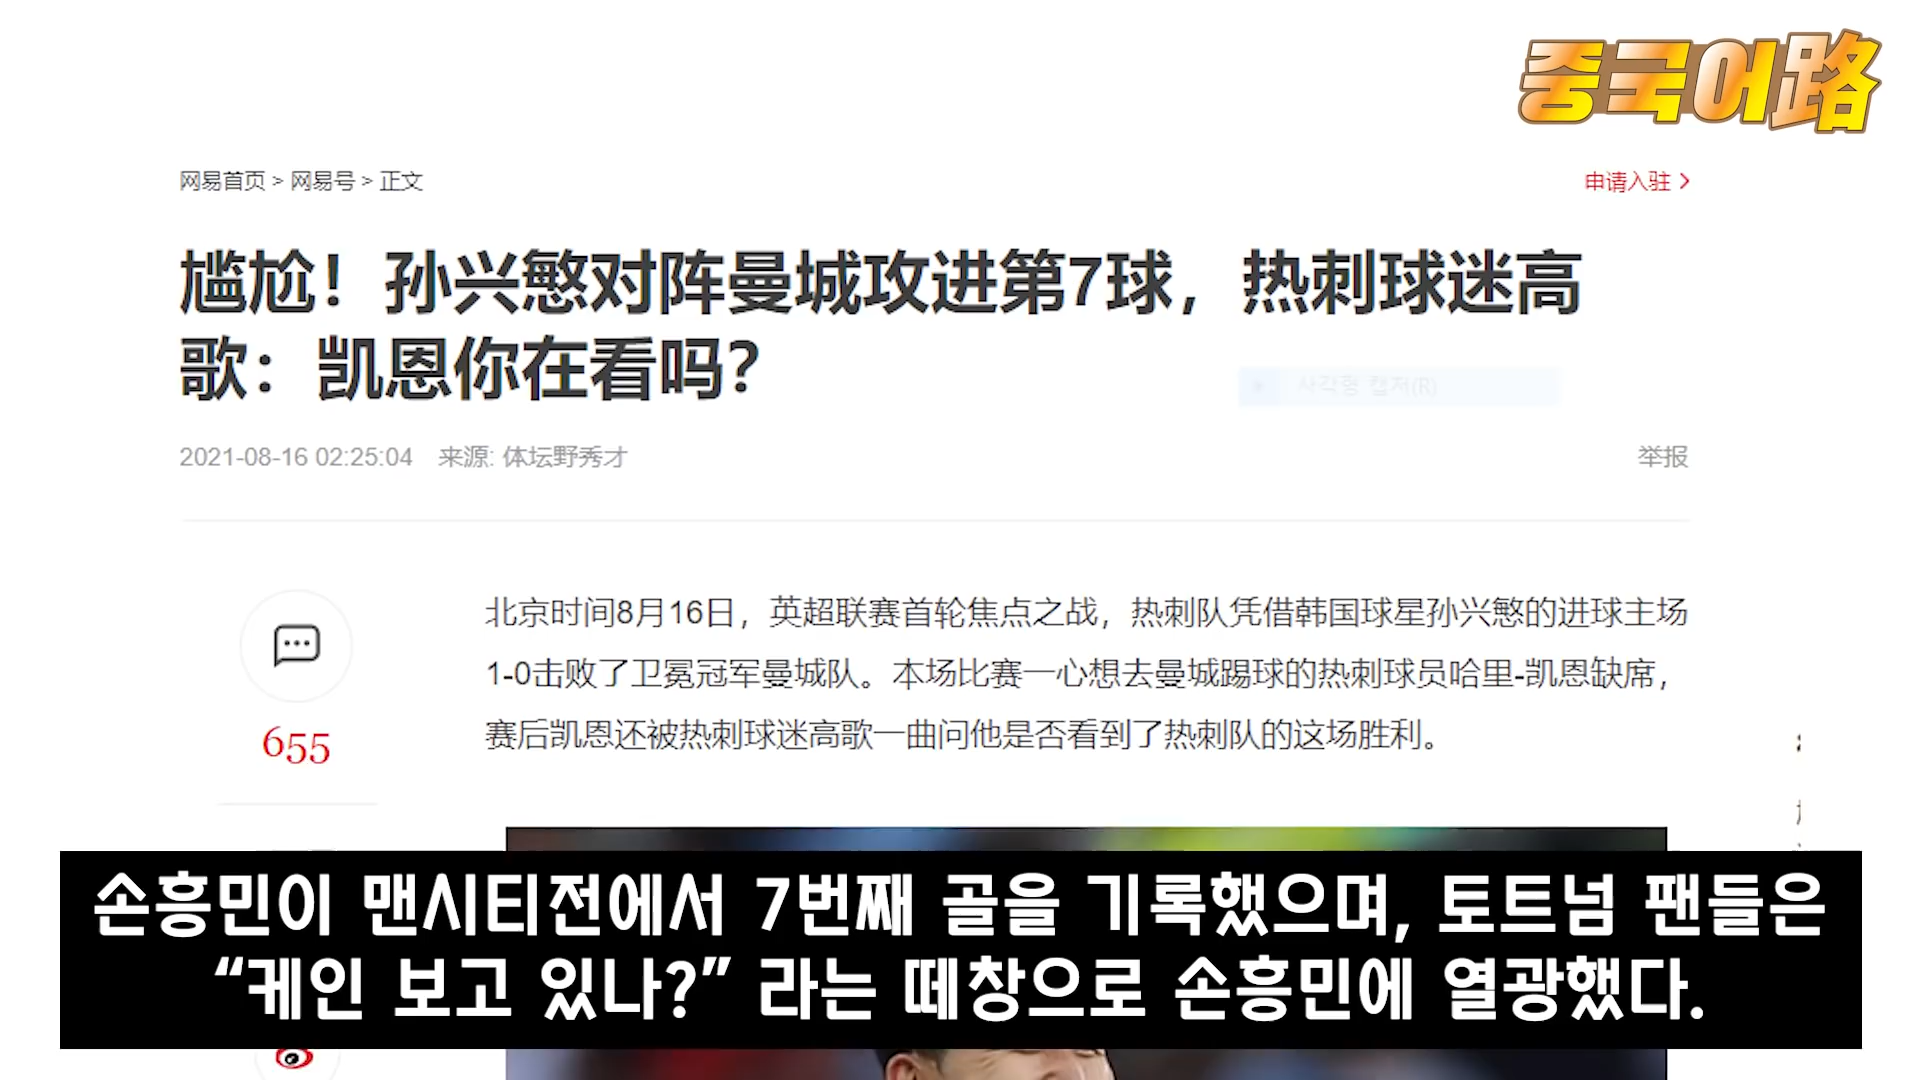 중국어路
网易首页 > 网易号 > 正文
申请入驻 >
尴尬！孙兴慜对阵曼城攻进第7球，热刺球迷高
歌：凯恩你在看吗？
사각형 캡처(R)
2021-08-16 02:25:04 来源: 体坛野秀才
举报
北京时间8月16日，英超联赛首轮焦点之战，热刺队凭借韩国球星孙兴慜的进球主场
1-0击败了卫冕冠军曼城队。本场比赛一心想去曼城踢球的热刺球员哈里-凯恩缺席，
赛后凯恩还被热刺球迷高歌一曲问他是否看到了热刺队的这场胜利。
655
손흥민이 맨시티전에서 7번째 골을 기록했으며, 토트넘 팬들은
“케인 보고 있나?” 라는 떼창으로 손흥민에 열광했다.